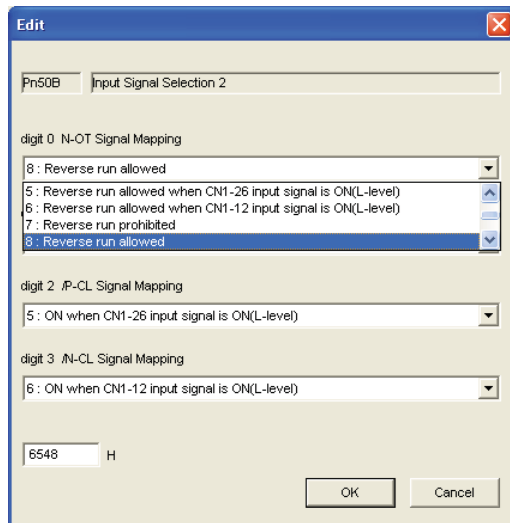 Edit
Pn50B Input Signal Selection 2
digit 0 N-OT Signal Mapping
8 : Reverse run allowed
5 : Reverse run allowed when CN1-26 input signal is ON(L-level)
6 : Reverse run allowed when CN1-12 input signal is ON(L-level)
7 : Reverse run prohibited
8 : Reverse run allowed
digit 2 /P-CL Signal Mapping
5 : ON when CN1-26 input signal is ON(L-level)
digit 3 /N-CL Signal Mapping
6 : ON when CN1-12 input signal is ON(L-level)
6548 H
OK Cancel